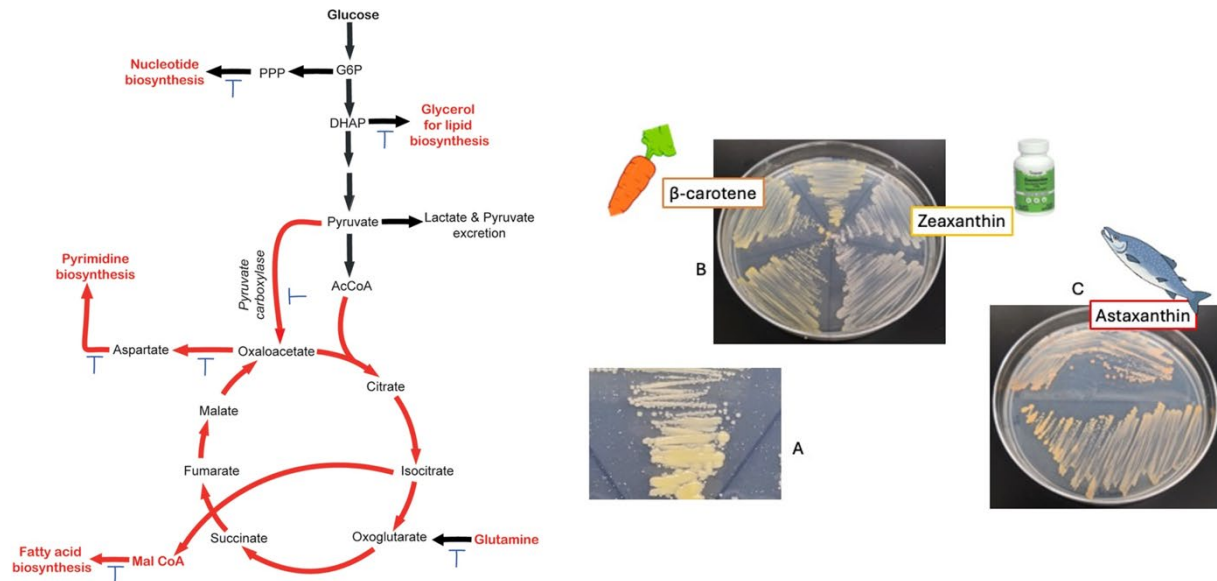 Glucose
Nucleotide
biosynthesis
PPP
G6P
DHAP
Glycerol
for lipid
biosynthesis
Pyruvate
Lactate & Pyruvate
excretion
Pyruvate
carboxylase
Pyrimidine
biosynthesis
AcCoA
Aspartate
Oxaloacetate
Citrate
Malate
Isocitrate
Fumarate
Succinate
Oxoglutarate
Glutamine
Fatty acid
biosynthesis
Mal CoA
β-carotene
Zeaxanthin
B
C
Astaxanthin
A